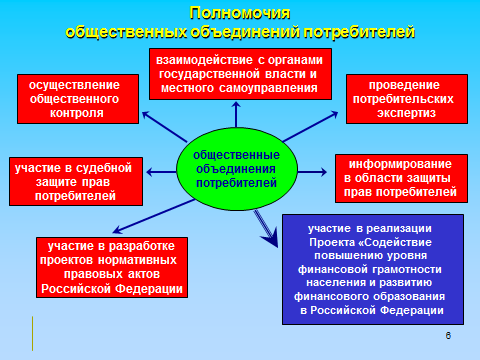 Полномочия
общественных объединений потребителей
взаимодействие с органами
государственной власти и
местного самоуправления
осуществление
общественного
контроля
проведение
потребительских
экспертиз
общественные
объединения
потребителей
участие в судебной
защите прав
потребителей
информирование
в области защиты
прав потребителей
участие в разработке
проектов нормативных
правовых актов
Российской Федерации
участие в реализации
Проекта «Содействие
повышению уровня
финансовой грамотности
населения и развитию
финансового образования
в Российской Федерации
6